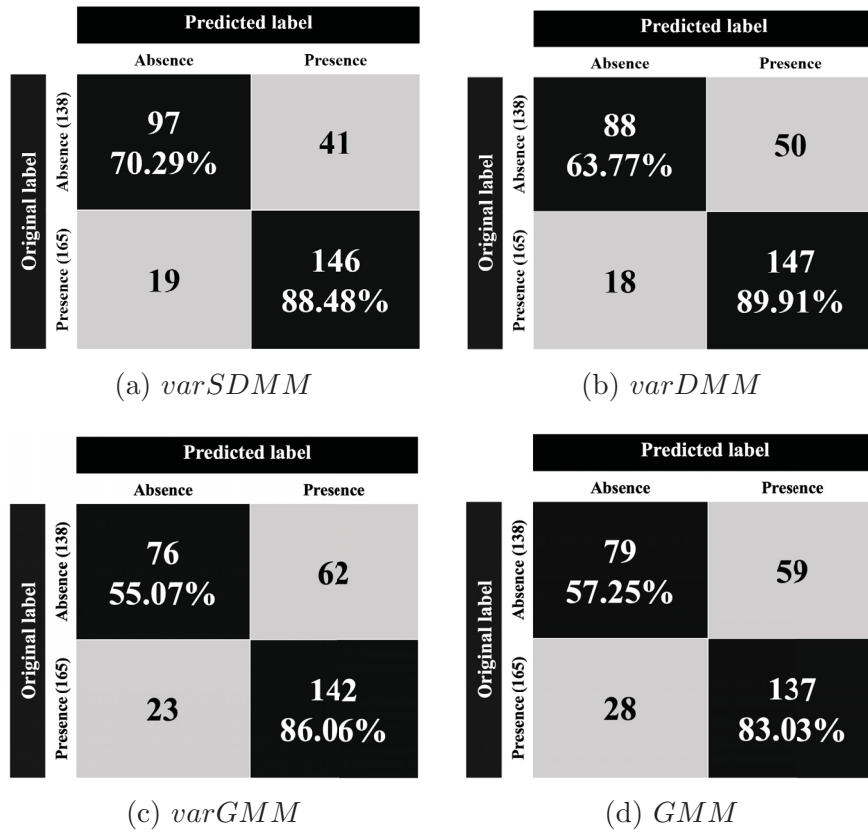 Predicted label
Absence Presence
Original label
Absence (138)
97
70.29%
41
Presence (165)
19
146
88.48%
(a) varSDMM
Predicted label
Absence Presence
Original label
Absence (138)
88
63.77%
50
Presence (165)
18
147
89.91%
(b) varDMM
Predicted label
Absence Presence
Original label
Absence (138)
76
55.07%
62
Presence (165)
23
142
86.06%
(c) varGMM
Predicted label
Absence Presence
Original label
Absence (138)
79
57.25%
59
Presence (165)
28
137
83.03%
(d) GMM